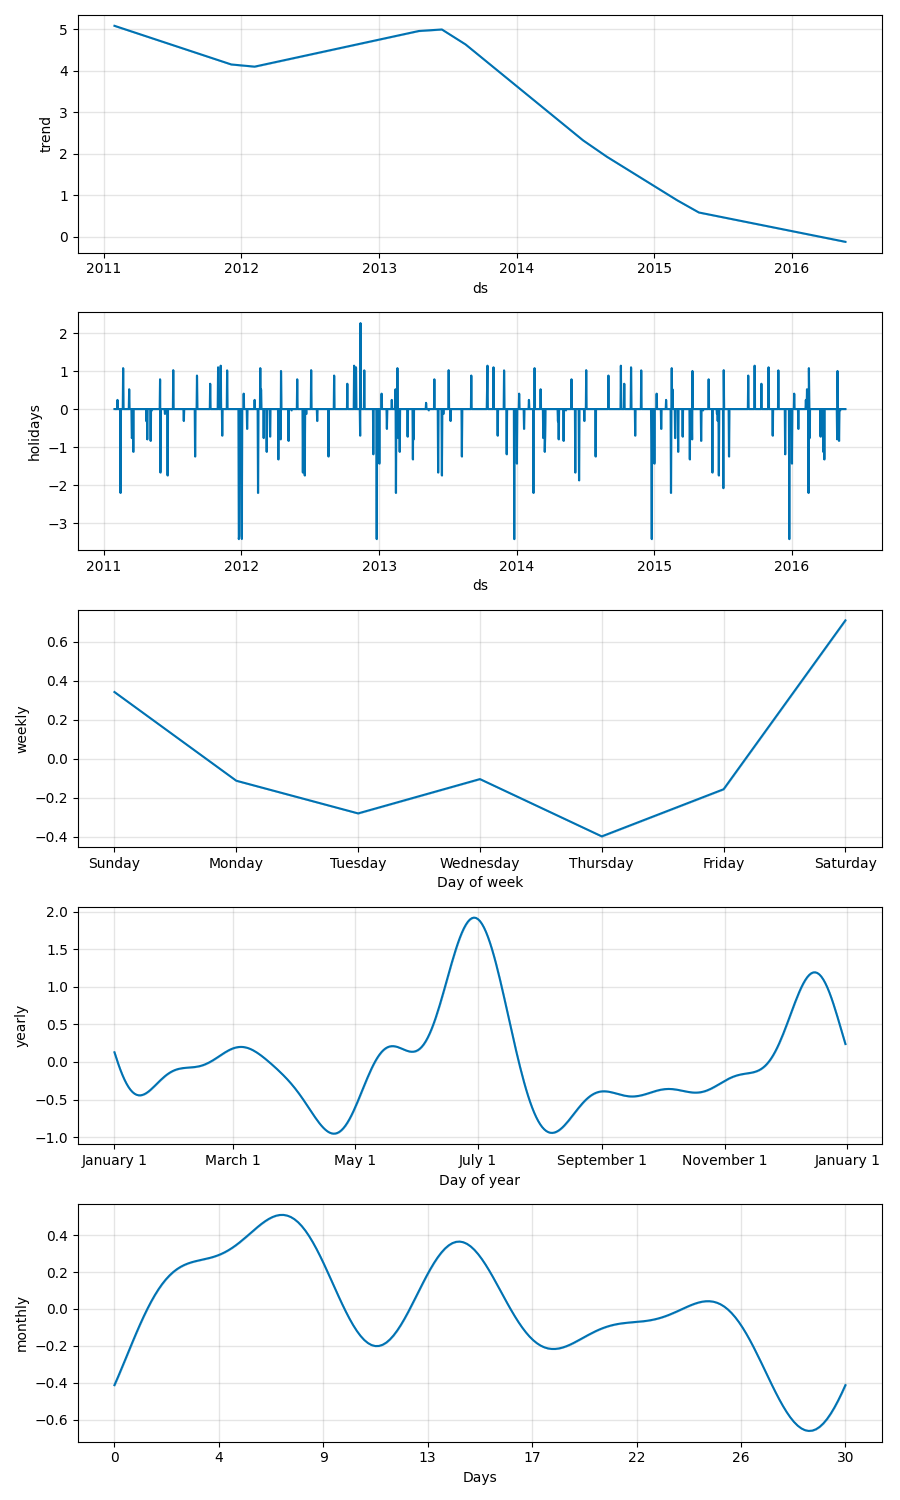 5
4
3
2
1
0
trend
2011 2012 2013 2014 2015 2016
ds
2
1
0
−1
−2
−3
holidays
2011 2012 2013 2014 2015 2016
ds
0.6
0.4
0.2
0.0
−0.2
−0.4
weekly
Sunday Monday Tuesday Wednesday Thursday Friday Saturday
Day of week
2.0
1.5
1.0
0.5
0.0
−0.5
−1.0
yearly
January 1 March 1 May 1 July 1 September 1 November 1 January 1
Day of year
0.4
0.2
0.0
−0.2
−0.4
−0.6
monthly
0 4 9 13 17 22 26 30
Days